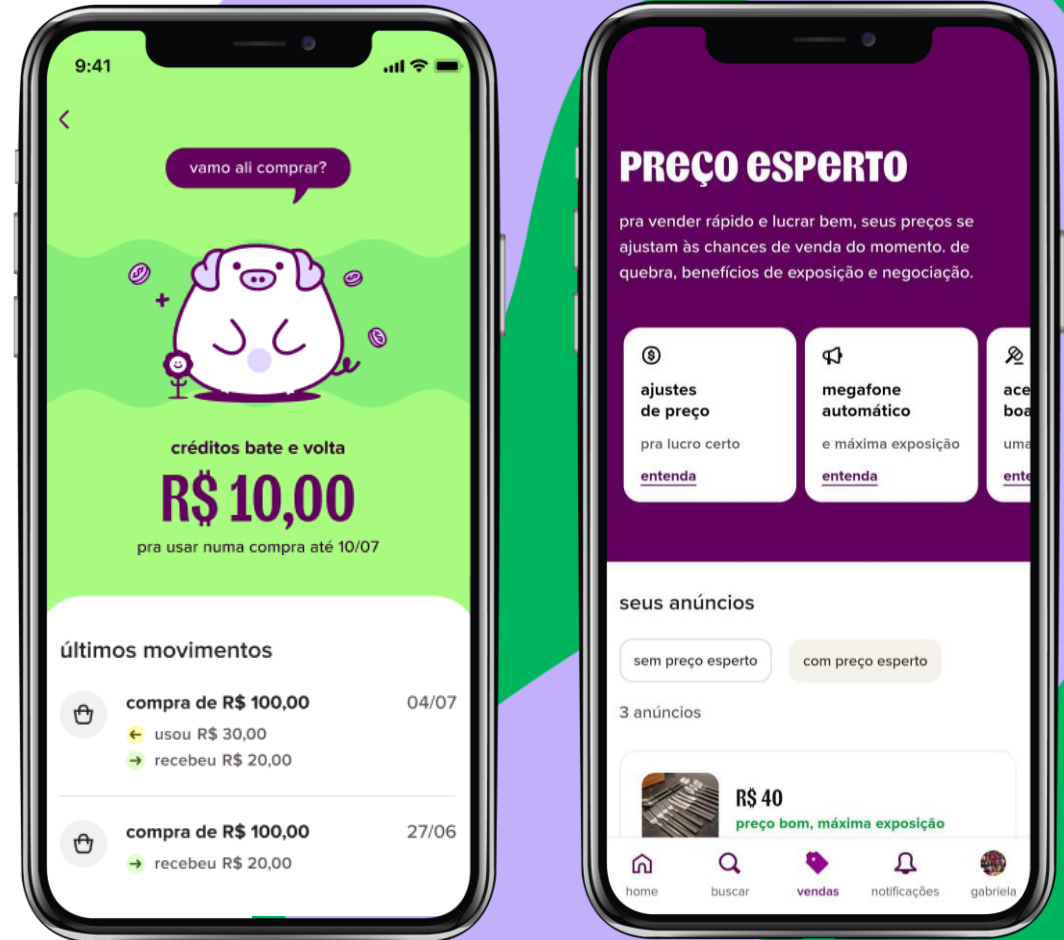 9:41
vamo ali comprar?
créditos bate e volta
R$ 10,00
pra usar numa compra até 10/07
últimos movimentos
compra de R$ 100,00 04/07
usou R$ 30,00
recebeu R$ 20,00
compra de R$ 100,00 27/06
recebeu R$ 20,00
PREÇO ESPERTO
pra vender rápido e lucrar bem, seus preços se
ajustam às chances de venda do momento. de
quebra, benefícios de exposição e negociação.
ajustes
de preço
pra lucro certo
entenda
megafone
automático
e máxima exposição
entenda
ace
boa
uma
ente
seus anúncios
sem preço esperto
com preço esperto
3 anúncios
R$ 40
preço bom, máxima exposição
home
buscar
vendas
notificações
gabriela